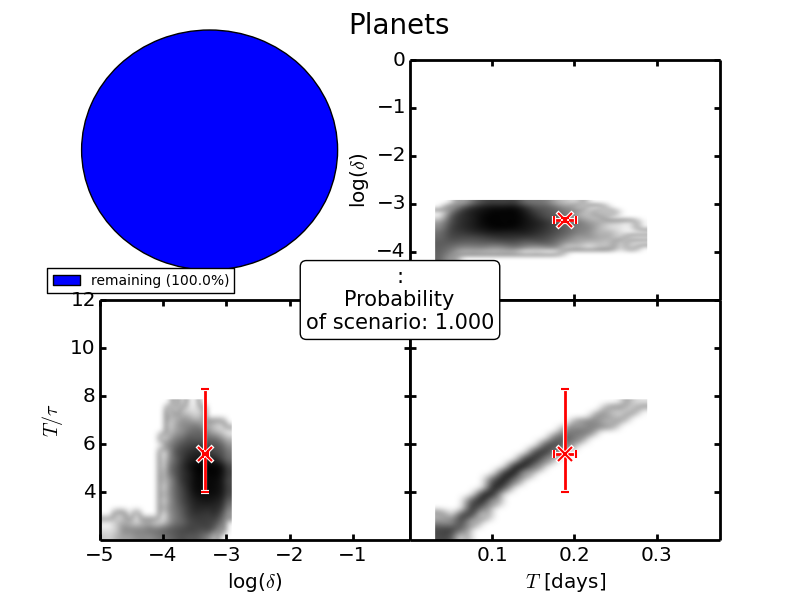 Planets
0
−1
−2
−3
−4
log(δ)
remaining (100.0%)
:
Probability
of scenario: 1.000
12
10
8
6
4
T/τ
−5 −4 −3 −2 −1
log(δ)
0.1 0.2 0.3
T [days]